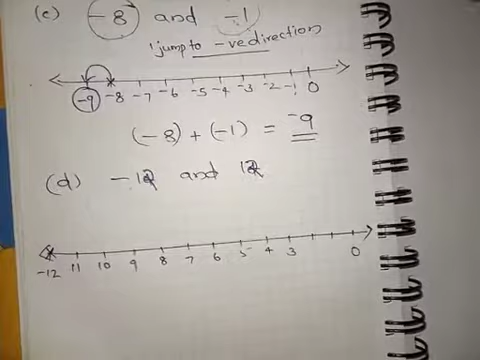 (c) -8 and -1
1 jump to -ve direction
-9 -8 -7 -6 -5 -4 -3 -2 -1 0
(-8) + (-1) = -9
(d) -12 and 12
-12 11 10 9 8 7 6 5 4 3 0